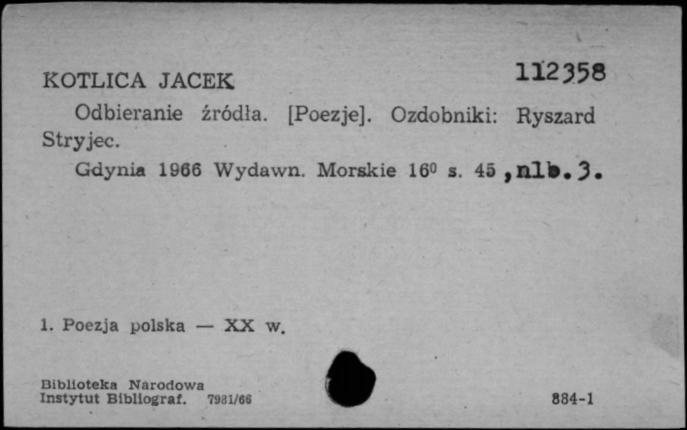 KOTLICA JACEK 112358
Odbieranie źródła. [Poezje]. Ozdobniki: Ryszard
Stryjec.
Gdynia 1966 Wydawn. Morskie 16⁰ s. 45, nlb. 3.
1. Poezja polska — XX w.
Biblioteka Narodowa
Instytut Bibliograf. 7981/66 884-1